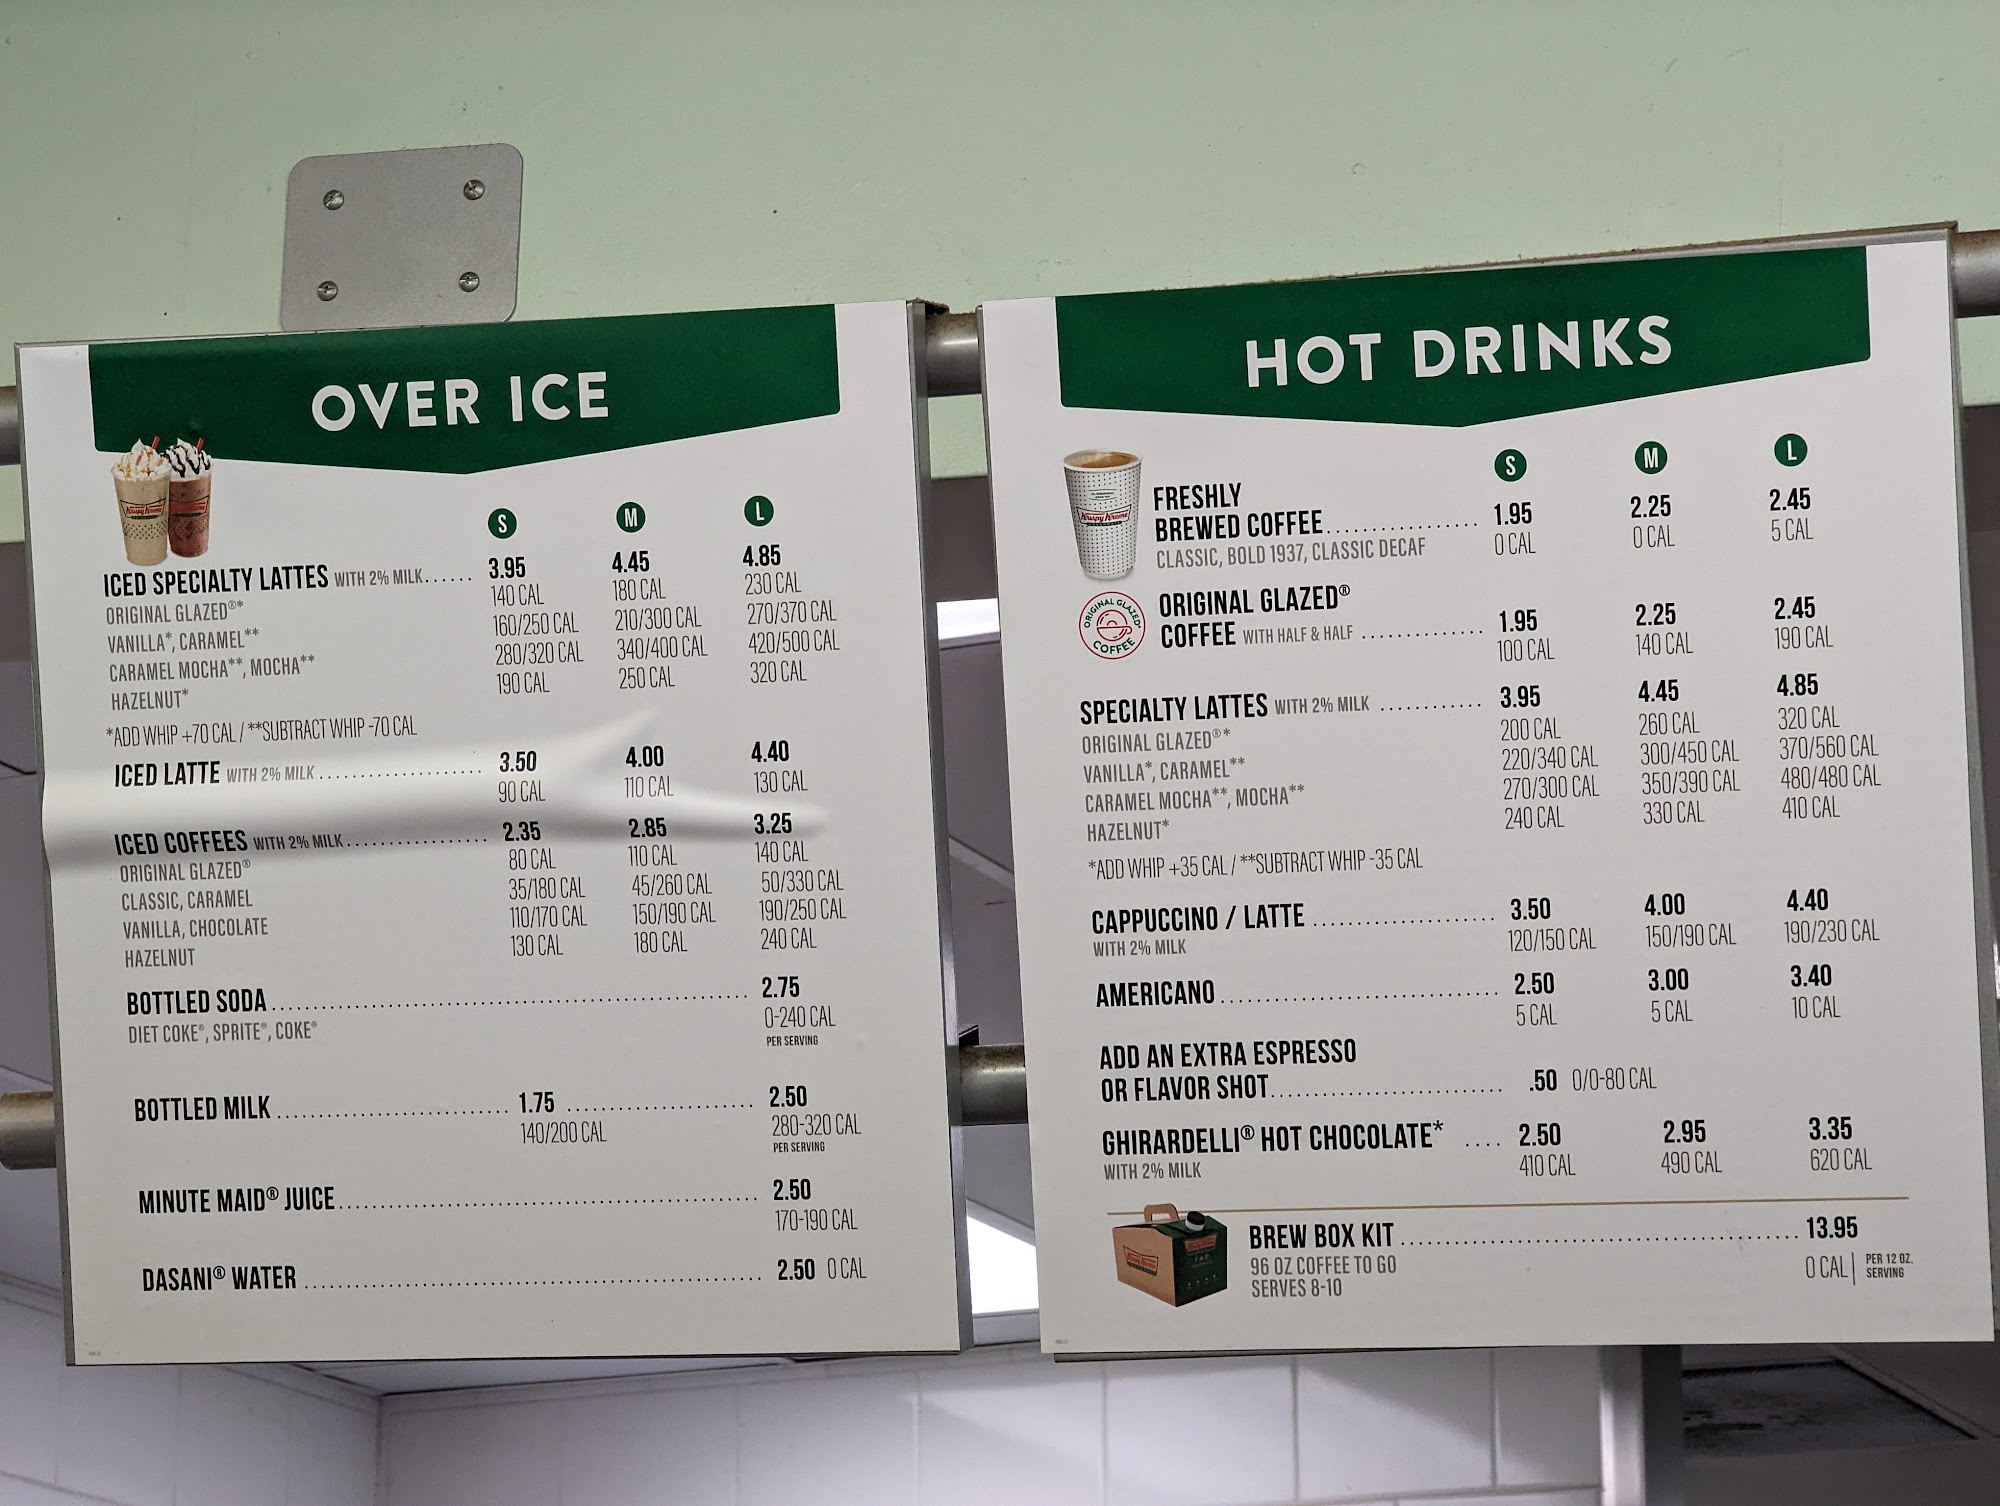 OVER ICE
S M L
ICED SPECIALTY LATTES WITH 2% MILK...... 3.95 4.45 4.85
ORIGINAL GLAZED®* 140 CAL 180 CAL 230 CAL
VANILLA*, CARAMEL** 160/250 CAL 210/300 CAL 270/370 CAL
CARAMEL MOCHA**, MOCHA** 280/320 CAL 340/400 CAL 420/500 CAL
HAZELNUT* 190 CAL 250 CAL 320 CAL
*ADD WHIP +70 CAL / **SUBTRACT WHIP -70 CAL
ICED LATTE WITH 2% MILK ...................... 3.50 4.00 4.40
90 CAL 110 CAL 130 CAL
ICED COFFEES WITH 2% MILK................... 2.35 2.85 3.25
ORIGINAL GLAZED® 80 CAL 110 CAL 140 CAL
CLASSIC, CARAMEL 35/180 CAL 45/260 CAL 50/330 CAL
VANILLA, CHOCOLATE 110/170 CAL 150/190 CAL 190/250 CAL
HAZELNUT 130 CAL 180 CAL 240 CAL
BOTTLED SODA ................................ 2.75
DIET COKE®, SPRITE®, COKE® 0-240 CAL
PER SERVING
BOTTLED MILK ........................ 1.75 ................... 2.50
140/200 CAL 280-320 CAL
PER SERVING
MINUTE MAID® JUICE................................ 2.50
170-190 CAL
DASANI® WATER ................................ 2.50 0 CAL
HOT DRINKS
S M L
Krispy Kreme
FRESHLY
BREWED COFFEE.................. 1.95 2.25 2.45
CLASSIC, BOLD 1937, CLASSIC DECAF 0 CAL 0 CAL 5 CAL
ORIGINAL GLAZED® COFFEE
ORIGINAL GLAZED®
COFFEE WITH HALF & HALF .............. 1.95 2.25 2.45
100 CAL 140 CAL 190 CAL
SPECIALTY LATTES WITH 2% MILK ............ 3.95 4.45 4.85
ORIGINAL GLAZED®* 200 CAL 260 CAL 320 CAL
VANILLA*, CARAMEL** 220/340 CAL 300/450 CAL 370/560 CAL
CARAMEL MOCHA**, MOCHA** 270/300 CAL 350/390 CAL 480/480 CAL
HAZELNUT* 240 CAL 330 CAL 410 CAL
*ADD WHIP +35 CAL / **SUBTRACT WHIP -35 CAL
CAPPUCCINO / LATTE ..................... 3.50 4.00 4.40
WITH 2% MILK 120/150 CAL 150/190 CAL 190/230 CAL
AMERICANO ................................ 2.50 3.00 3.40
5 CAL 5 CAL 10 CAL
ADD AN EXTRA ESPRESSO
OR FLAVOR SHOT........................... .50 0/0-80 CAL
GHIRARDELLI® HOT CHOCOLATE* .... 2.50 2.95 3.35
WITH 2% MILK 410 CAL 490 CAL 620 CAL
BREW BOX KIT ................................ 13.95
96 OZ COFFEE TO GO 0 CAL | PER 12 OZ. SERVING
SERVES 8-10